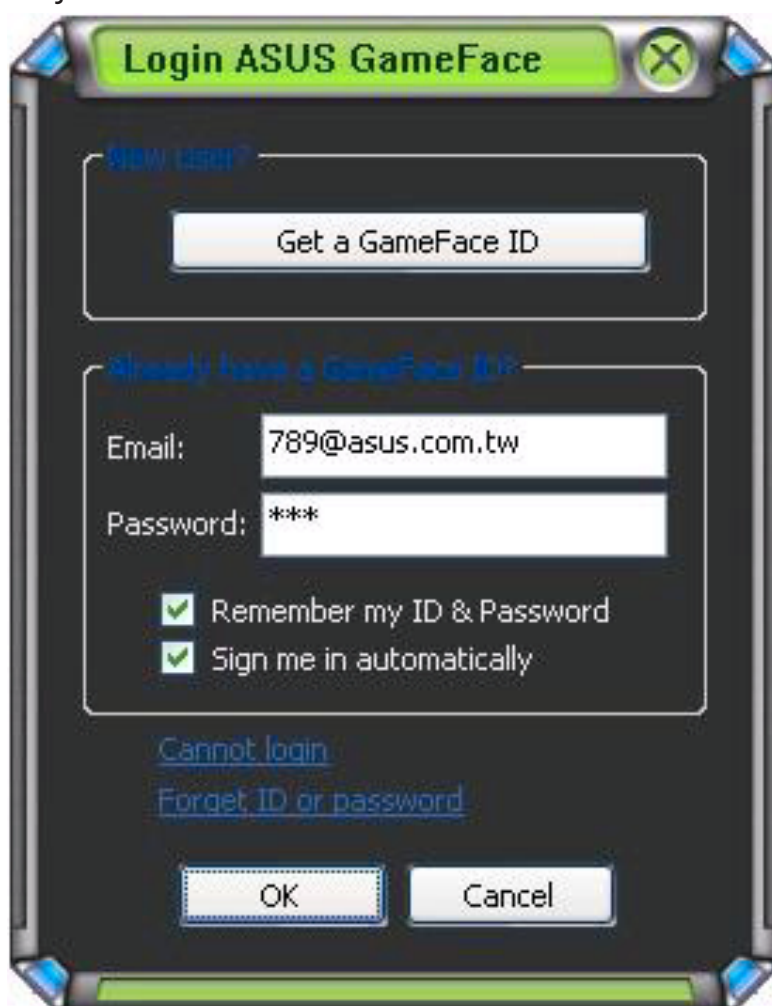 Login ASUS GameFace
New user?
Get a GameFace ID
Already have a GameFace ID?
Email:
789@asus.com.tw
Password:
***
Remember my ID & Password
Sign me in automatically
Cannot login
Forget ID or password
OK
Cancel